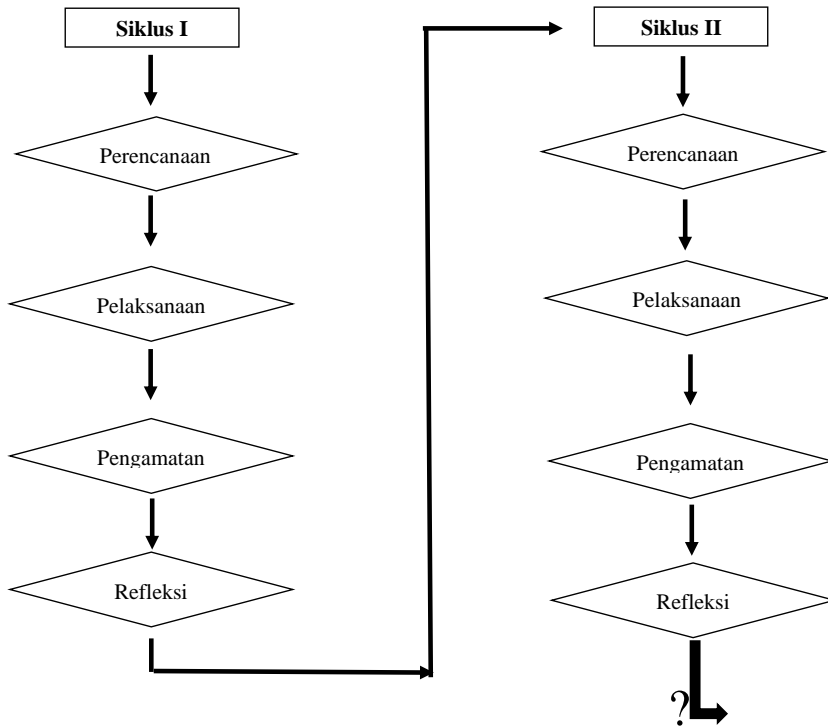 Siklus I
Perencanaan
Pelaksanaan
Pengamatan
Refleksi
Siklus II
Perencanaan
Pelaksanaan
Pengamatan
Refleksi
?